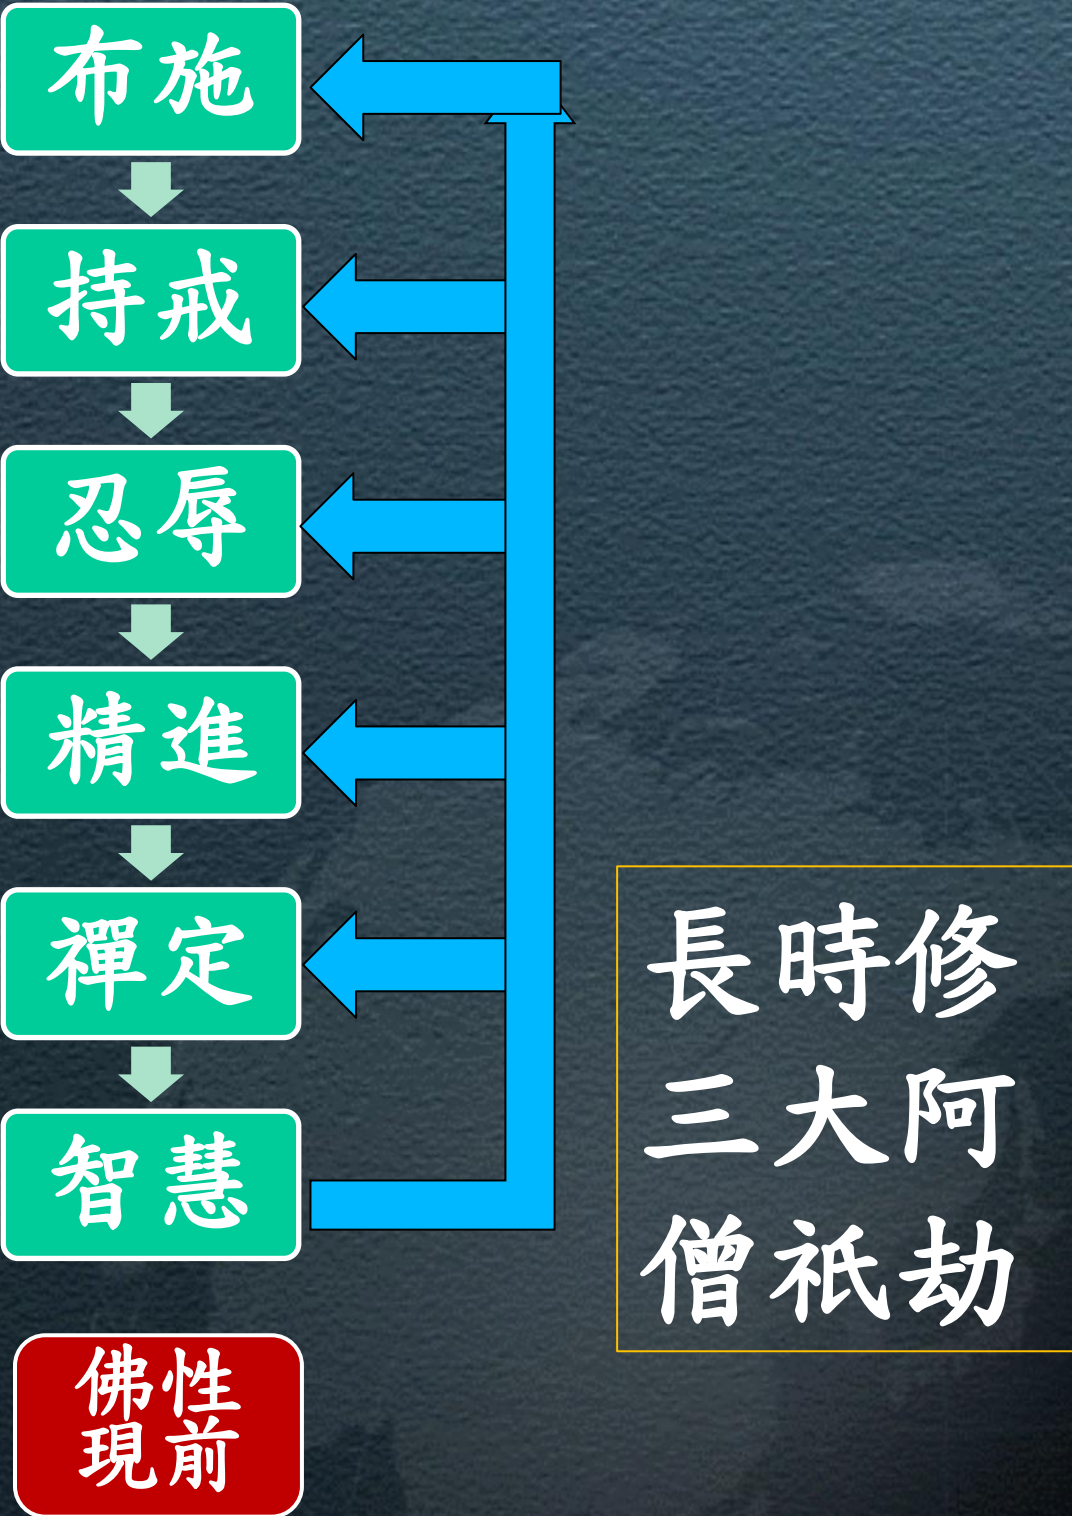 布施
持戒
忍辱
精進
禪定
智慧
佛性
現前
長時修
三大阿
僧祇劫